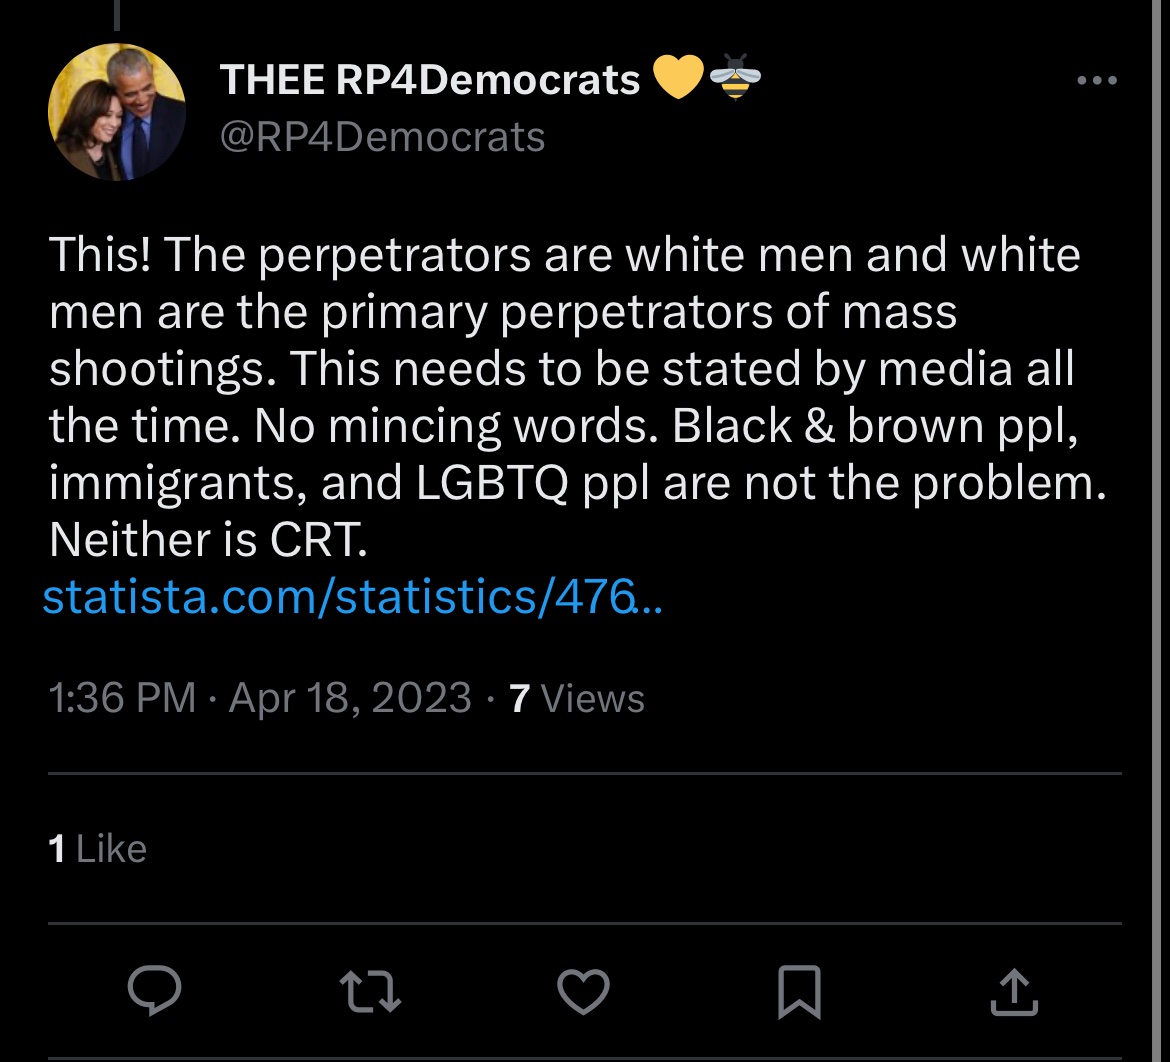 THEE RP4Democrats 💛🐝
@RP4Democrats
This! The perpetrators are white men and white
men are the primary perpetrators of mass
shootings. This needs to be stated by media all
the time. No mincing words. Black & brown ppl,
immigrants, and LGBTQ ppl are not the problem.
Neither is CRT.
statista.com/statistics/476...
1:36 PM · Apr 18, 2023 · 7 Views
1 Like